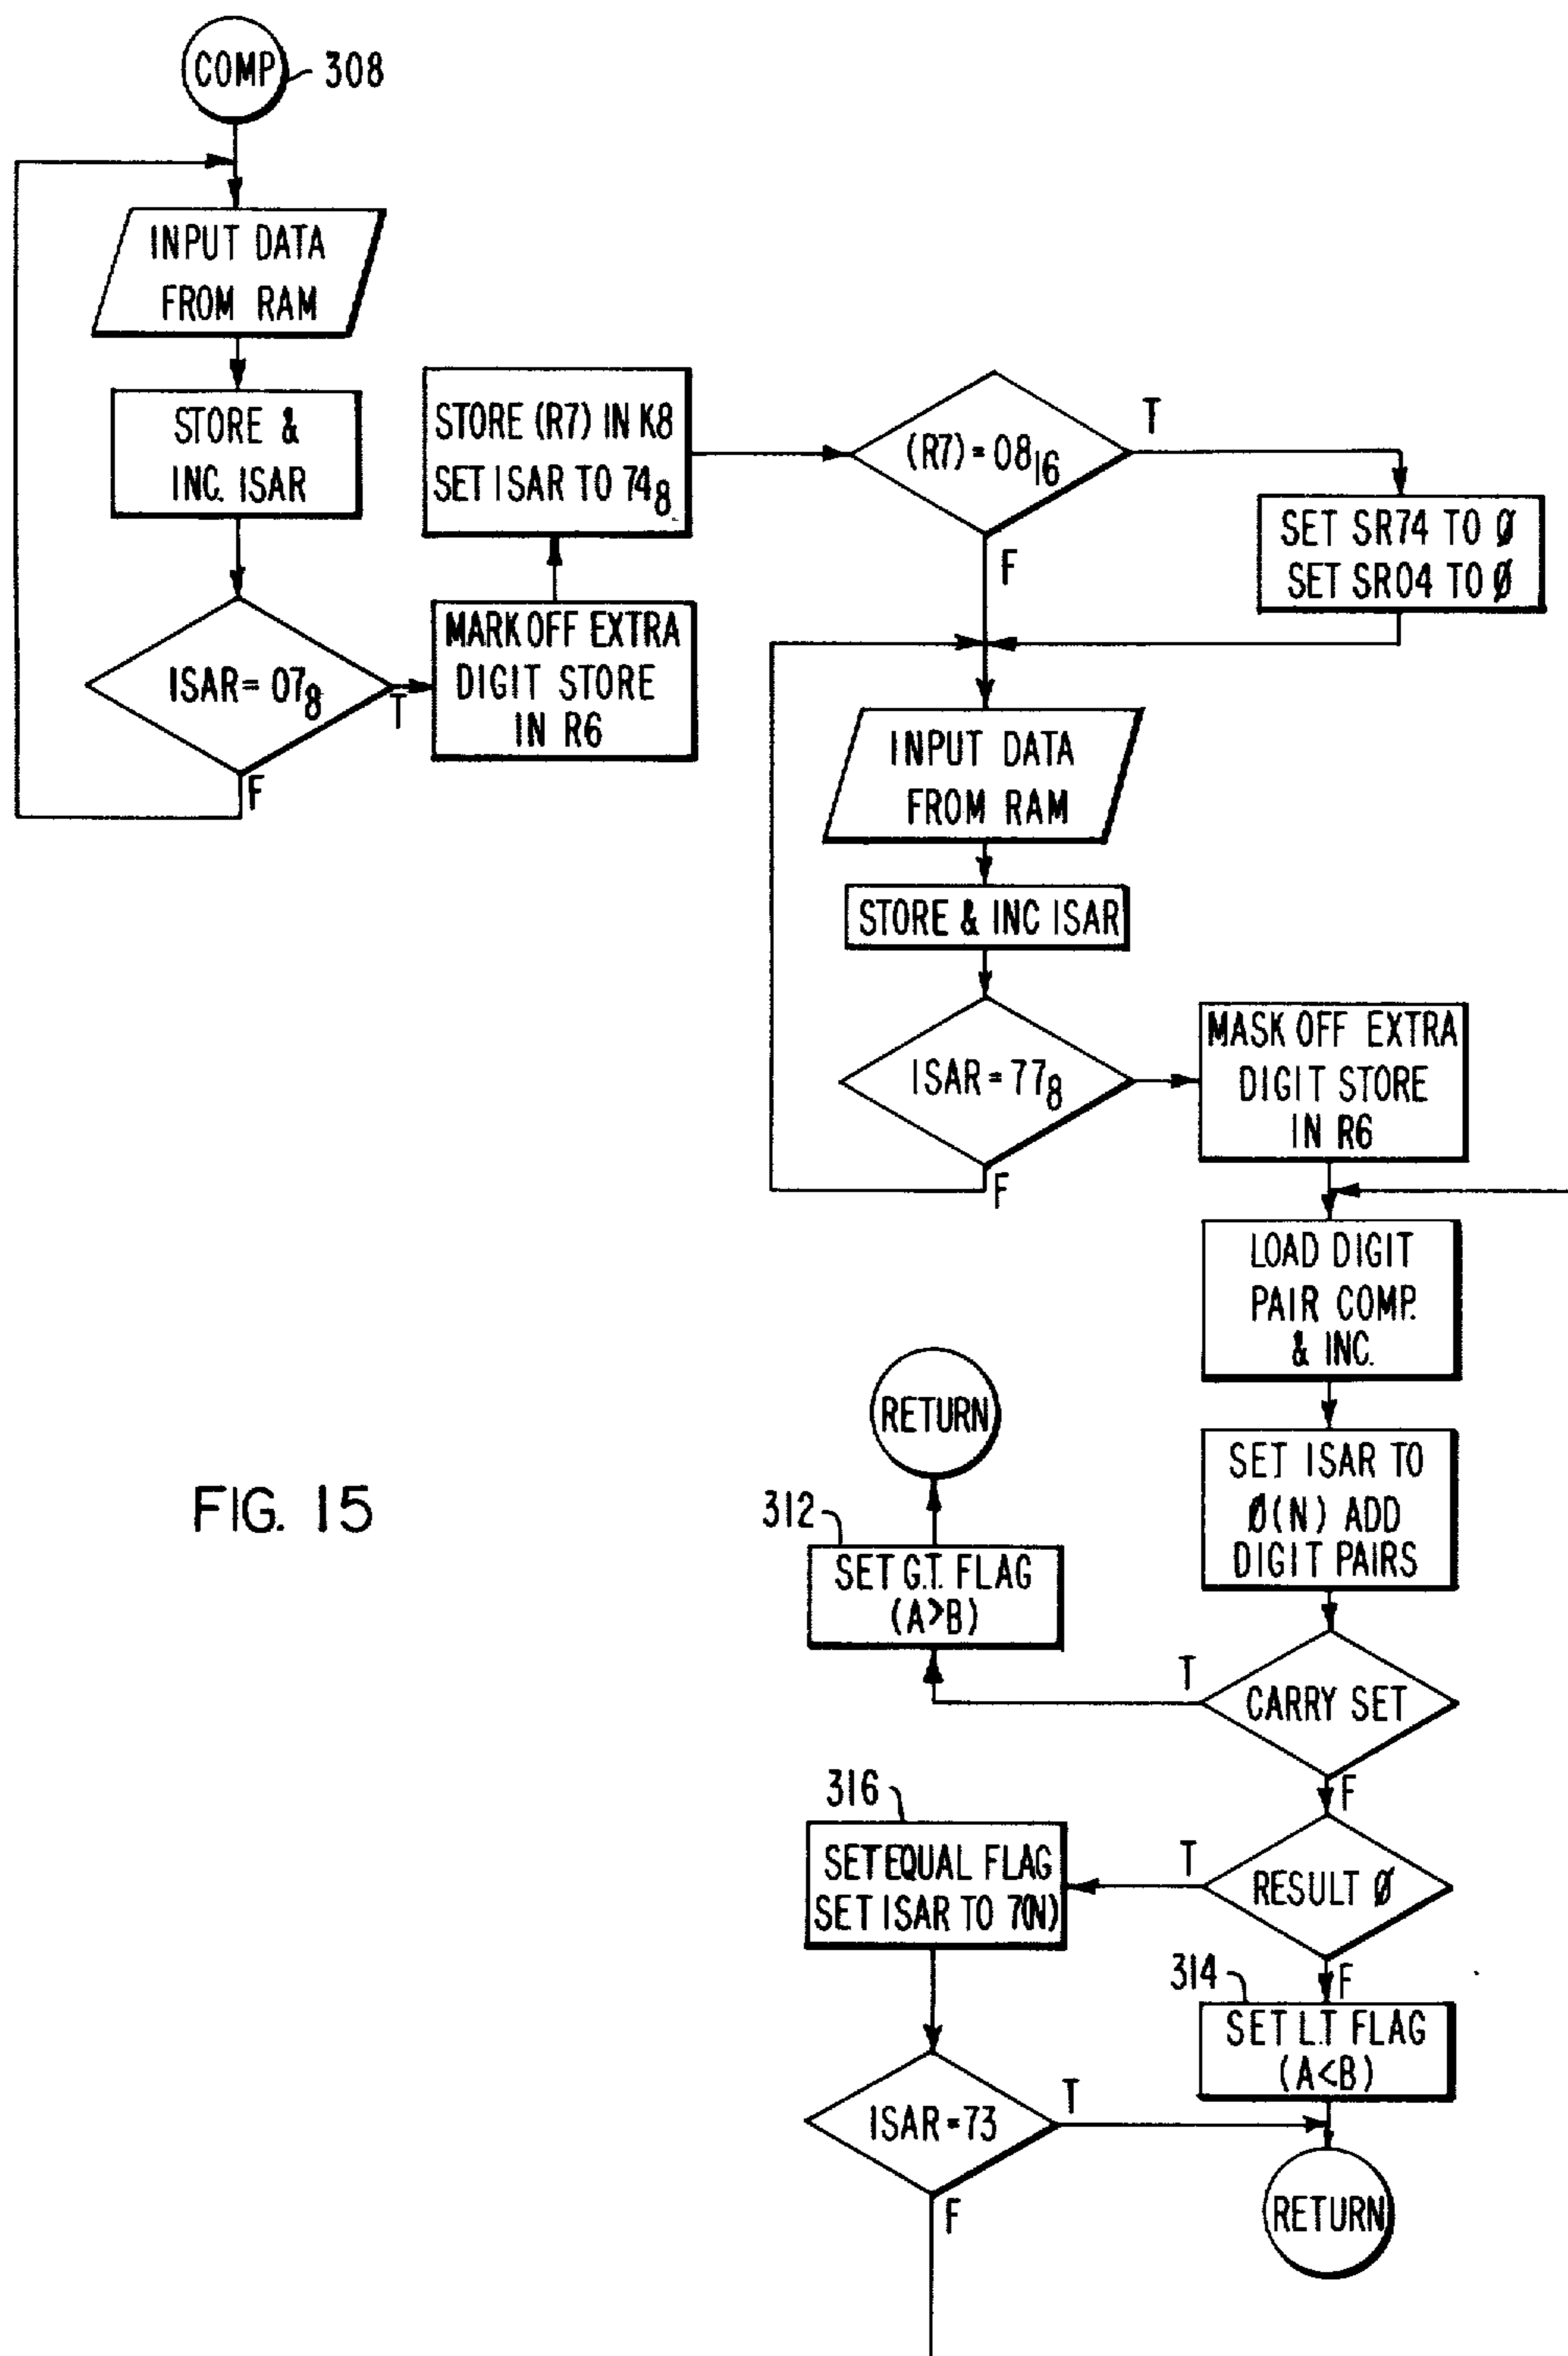 COMP
308
INPUT DATA
FROM RAM
STORE &
INC. ISAR
ISAR = 07₈
T
F
MARK OFF EXTRA
DIGIT STORE
IN R6
STORE (R7) IN K8
SET ISAR TO 74₈
(R7) = 08₁₆
T
F
SET SR74 TO Ø
SET SR04 TO Ø
INPUT DATA
FROM RAM
STORE & INC ISAR
ISAR = 77₈
F
MASK OFF EXTRA
DIGIT STORE
IN R6
LOAD DIGIT
PAIR COMP.
& INC.
SET ISAR TO
Ø(N) ADD
DIGIT PAIRS
CARRY SET
T
F
312
SET G.T. FLAG
(A>B)
RETURN
RESULT Ø
T
F
316
SET EQUAL FLAG
SET ISAR TO 7(N)
314
SET L.T FLAG
(A<B)
ISAR = 73
T
F
RETURN
FIG. 15